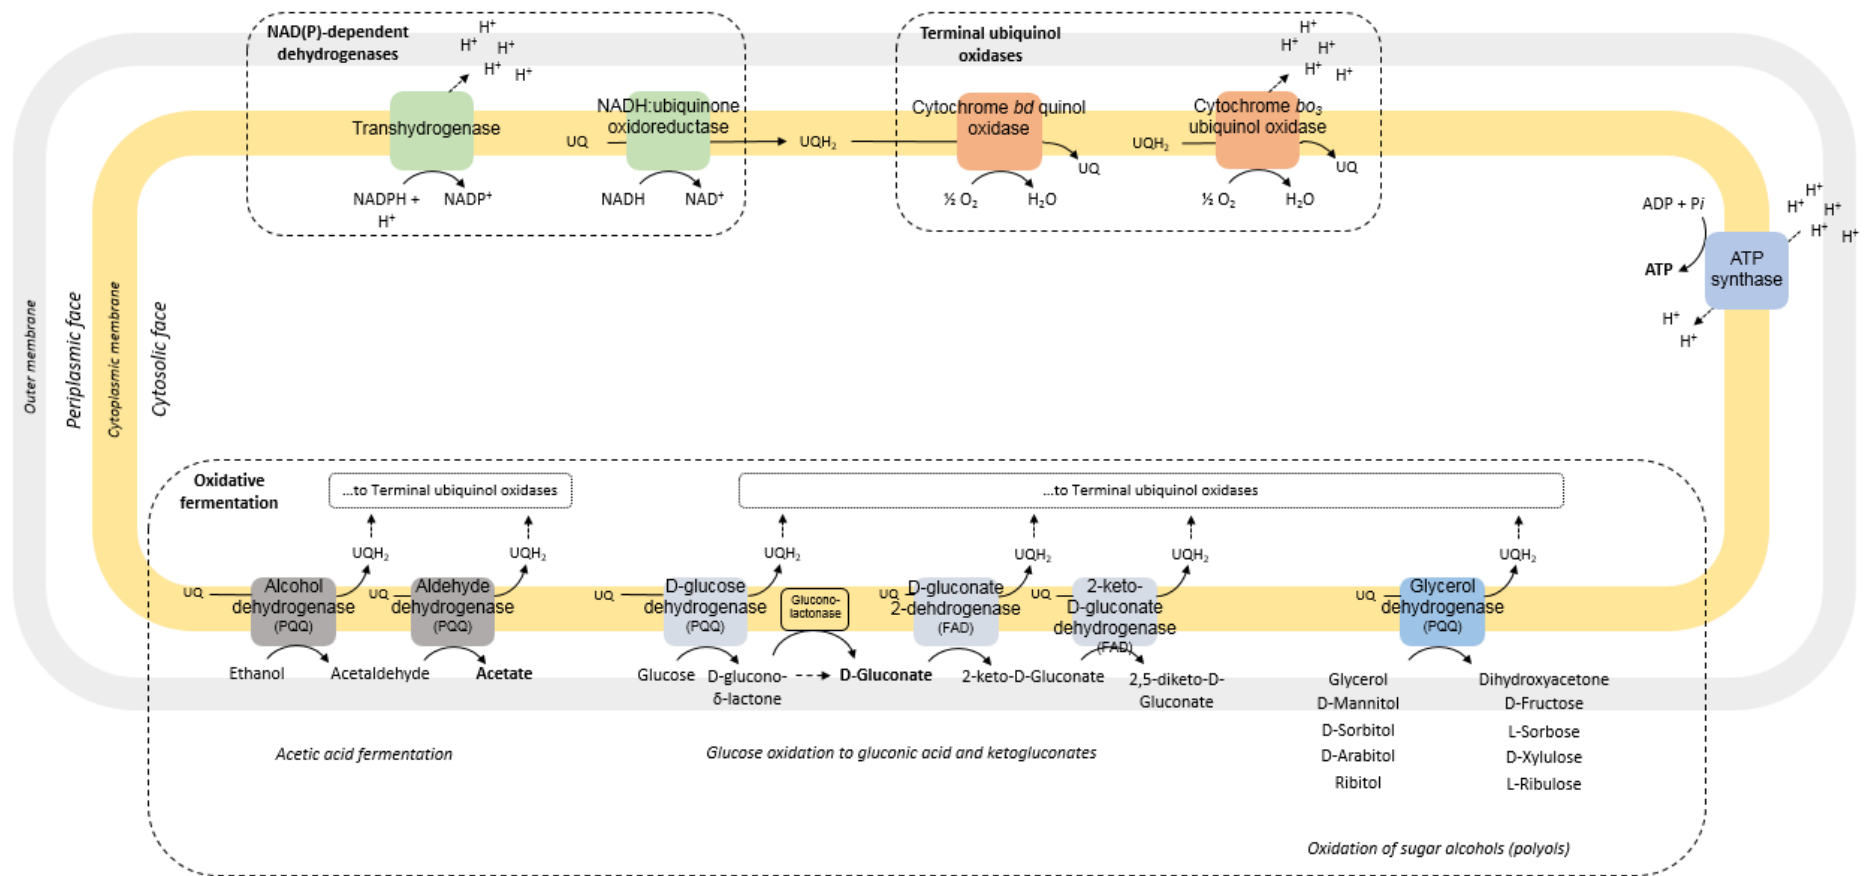 NAD(P)-dependent
dehydrogenases
H⁺
H⁺
H⁺
H⁺
H⁺
Transhydrogenase
NADPH +
H⁺
NADP⁺
NADH:ubiquinone
oxidoreductase
UQ
NADH
NAD⁺
UQH₂
Terminal ubiquinol
oxidases
H⁺
H⁺
H⁺
H⁺
H⁺
Cytochrome bd quinol
oxidase
UQ
½ O₂
H₂O
Cytochrome bo₃
ubiquinol oxidase
UQH₂
UQ
½ O₂
H₂O
ADP + Pi
ATP
ATP
synthase
H⁺
H⁺
H⁺
H⁺
H⁺
H⁺
H⁺
Outer membrane
Periplasmic face
Cytoplasmic membrane
Cytosolic face
Oxidative
fermentation
...to Terminal ubiquinol oxidases
...to Terminal ubiquinol oxidases
UQH₂
UQH₂
UQH₂
UQH₂
UQH₂
UQH₂
UQ
Alcohol
dehydrogenase
(PQQ)
UQ
Aldehyde
dehydrogenase
(PQQ)
UQ
D-glucose
dehydrogenase
(PQQ)
Glucono-
lactonase
UQ
D-gluconate
2-dehdrogenase
(FAD)
UQ
2-keto-
D-gluconate
dehydrogenase
(FAD)
UQ
Glycerol
dehydrogenase
(PQQ)
Ethanol
Acetaldehyde
Acetate
Glucose
D-glucono-
δ-lactone
D-Gluconate
2-keto-D-Gluconate
2,5-diketo-D-
Gluconate
Glycerol
Dihydroxyacetone
D-Mannitol
D-Fructose
D-Sorbitol
L-Sorbose
D-Arabitol
D-Xylulose
Ribitol
L-Ribulose
Acetic acid fermentation
Glucose oxidation to gluconic acid and ketogluconates
Oxidation of sugar alcohols (polyols)